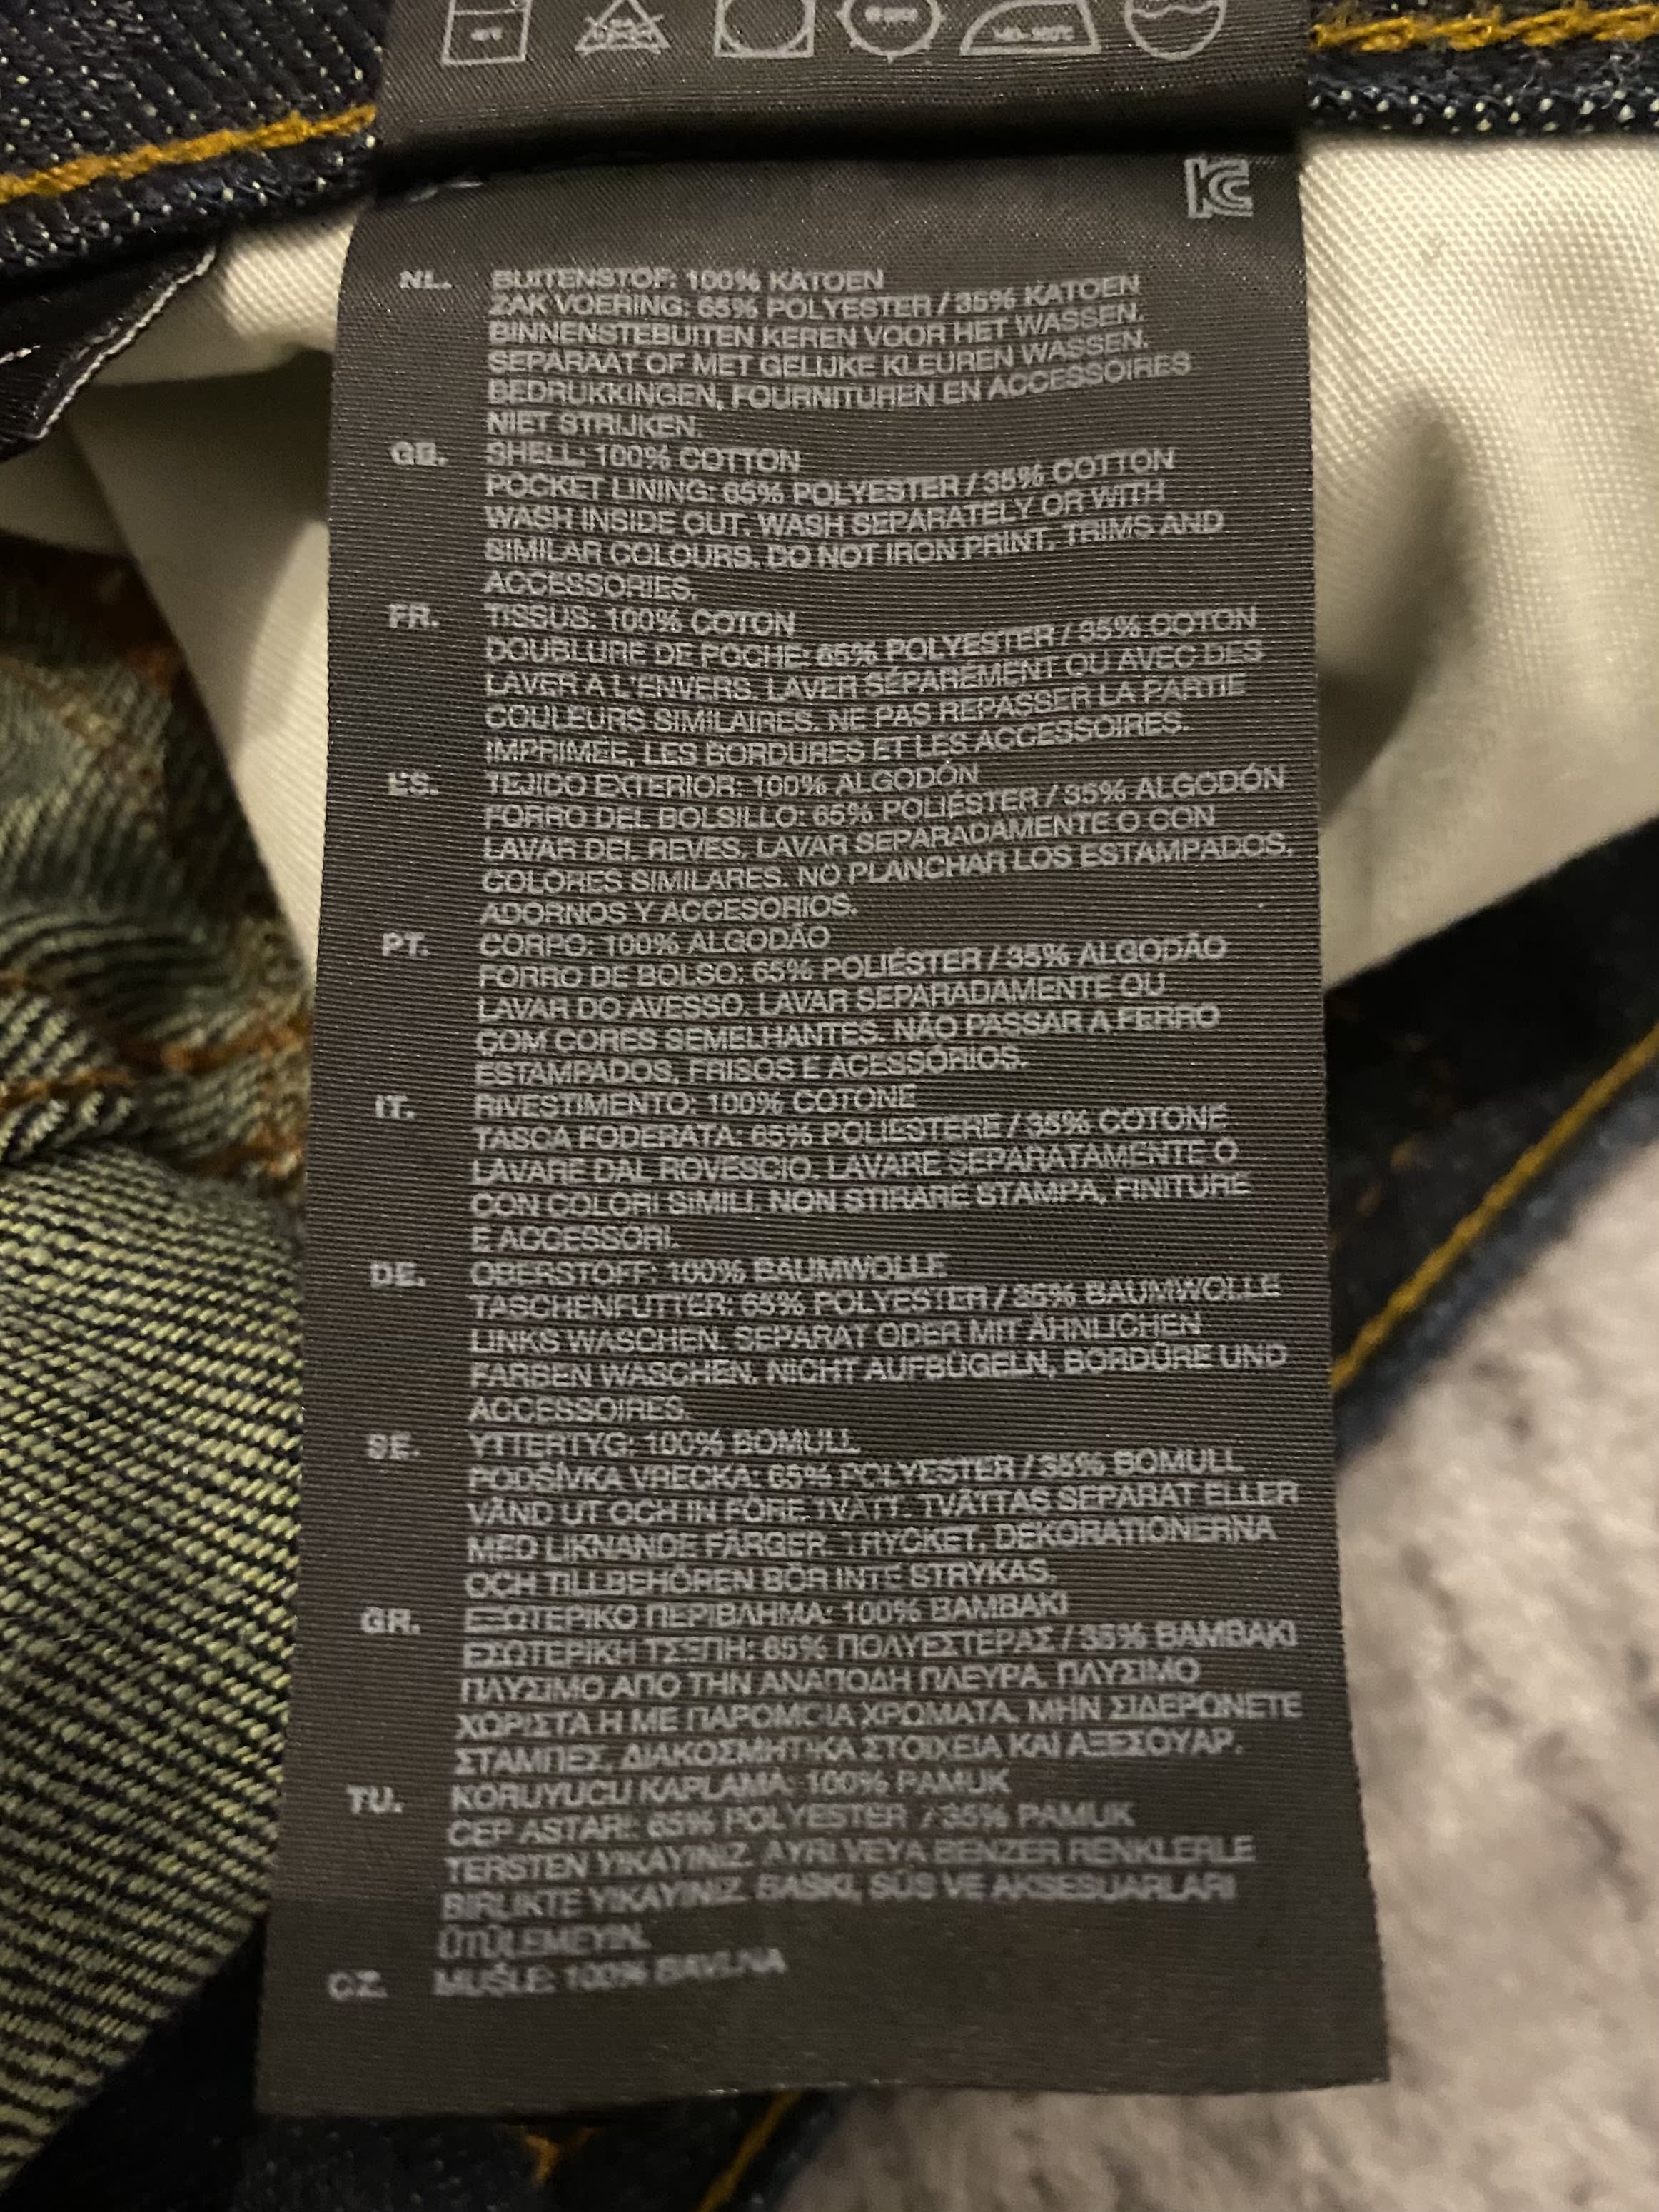 NL. BUITENSTOF: 100% KATOEN
ZAK VOERING: 65% POLYESTER / 35% KATOEN
BINNENSTEBUITEN KEREN VOOR HET WASSEN.
SEPARAAT OF MET GELIJKE KLEUREN WASSEN.
BEDRUKKINGEN, FOURNITUREN EN ACCESSOIRES
NIET STRIJKEN.
GB. SHELL: 100% COTTON
POCKET LINING: 65% POLYESTER / 35% COTTON
WASH INSIDE OUT. WASH SEPARATELY OR WITH
SIMILAR COLOURS. DO NOT IRON PRINT, TRIMS AND
ACCESSORIES.
FR. TISSUS: 100% COTON
DOUBLURE DE POCHE: 65% POLYESTER / 35% COTON
LAVER A L'ENVERS. LAVER SÉPARÉMENT OU AVEC DES
COULEURS SIMILAIRES. NE PAS REPASSER LA PARTIE
IMPRIMÉE, LES BORDURES ET LES ACCESSOIRES.
ES. TEJIDO EXTERIOR: 100% ALGODÓN
FORRO DEL BOLSILLO: 65% POLIÉSTER / 35% ALGODÓN
LAVAR DEL REVES. LAVAR SEPARADAMENTE O CON
COLORES SIMILARES. NO PLANCHAR LOS ESTAMPADOS,
ADORNOS Y ACCESORIOS.
PT. CORPO: 100% ALGODÃO
FORRO DE BOLSO: 65% POLIÉSTER / 35% ALGODÃO
LAVAR DO AVESSO. LAVAR SEPARADAMENTE OU
COM CORES SEMELHANTES. NÃO PASSAR A FERRO
ESTAMPADOS, FRISOS E ACESSÓRIOS.
IT. RIVESTIMENTO: 100% COTONE
TASCA FODERATA: 65% POLIESTERE / 35% COTONE
LAVARE DAL ROVESCIO. LAVARE SEPARATAMENTE O
CON COLORI SIMILI. NON STIRARE STAMPA, FINITURE
E ACCESSORI.
DE. OBERSTOFF: 100% BAUMWOLLE
TASCHENFUTTER: 65% POLYESTER / 35% BAUMWOLLE
LINKS WASCHEN. SEPARAT ODER MIT ÄHNLICHEN
FARBEN WASCHEN. NICHT AUFBÜGELN, BORDÜRE UND
ACCESSOIRES.
SE. YTTERTYG: 100% BOMULL
PODŠÍVKA VRECKA: 65% POLYESTER / 35% BOMULL
VÄND UT OCH IN FÖRE TVÄTT. TVÄTTAS SEPARAT ELLER
MED LIKNANDE FÄRGER. TRYCKET, DEKORATIONERNA
OCH TILLBEHÖREN BÖR INTE STRYKAS.
GR. ΕΞΩΤΕΡΙΚΟ ΠΕΡΙΒΛΗΜΑ: 100% ΒΑΜΒΑΚΙ
ΕΣΩΤΕΡΙΚΗ ΤΣΕΠΗ: 65% ΠΟΛΥΕΣΤΕΡΑΣ / 35% ΒΑΜΒΑΚΙ
ΠΛΥΣΙΜΟ ΑΠΟ ΤΗΝ ΑΝΑΠΟΔΗ ΠΛΕΥΡΑ. ΠΛΥΣΙΜΟ
ΧΩΡΙΣΤΑ Η ΜΕ ΠΑΡΟΜΟΙΑ ΧΡΩΜΑΤΑ. ΜΗΝ ΣΙΔΕΡΩΝΕΤΕ
ΣΤΑΜΠΕΣ, ΔΙΑΚΟΣΜΗΤΙΚΑ ΣΤΟΙΧΕΙΑ ΚΑΙ ΑΞΕΣΟΥΑΡ.
TU. KORUYUCU KAPLAMA: 100% PAMUK
CEP ASTARI: 65% POLYESTER / 35% PAMUK
TERSTEN YIKAYINIZ. AYRI VEYA BENZER RENKLERLE
BIRLIKTE YIKAYINIZ. BASKI, SÜS VE AKSESUARLARI
ÜTÜLEMEYIN.
CZ. MUŠLE: 100% BAVLNA